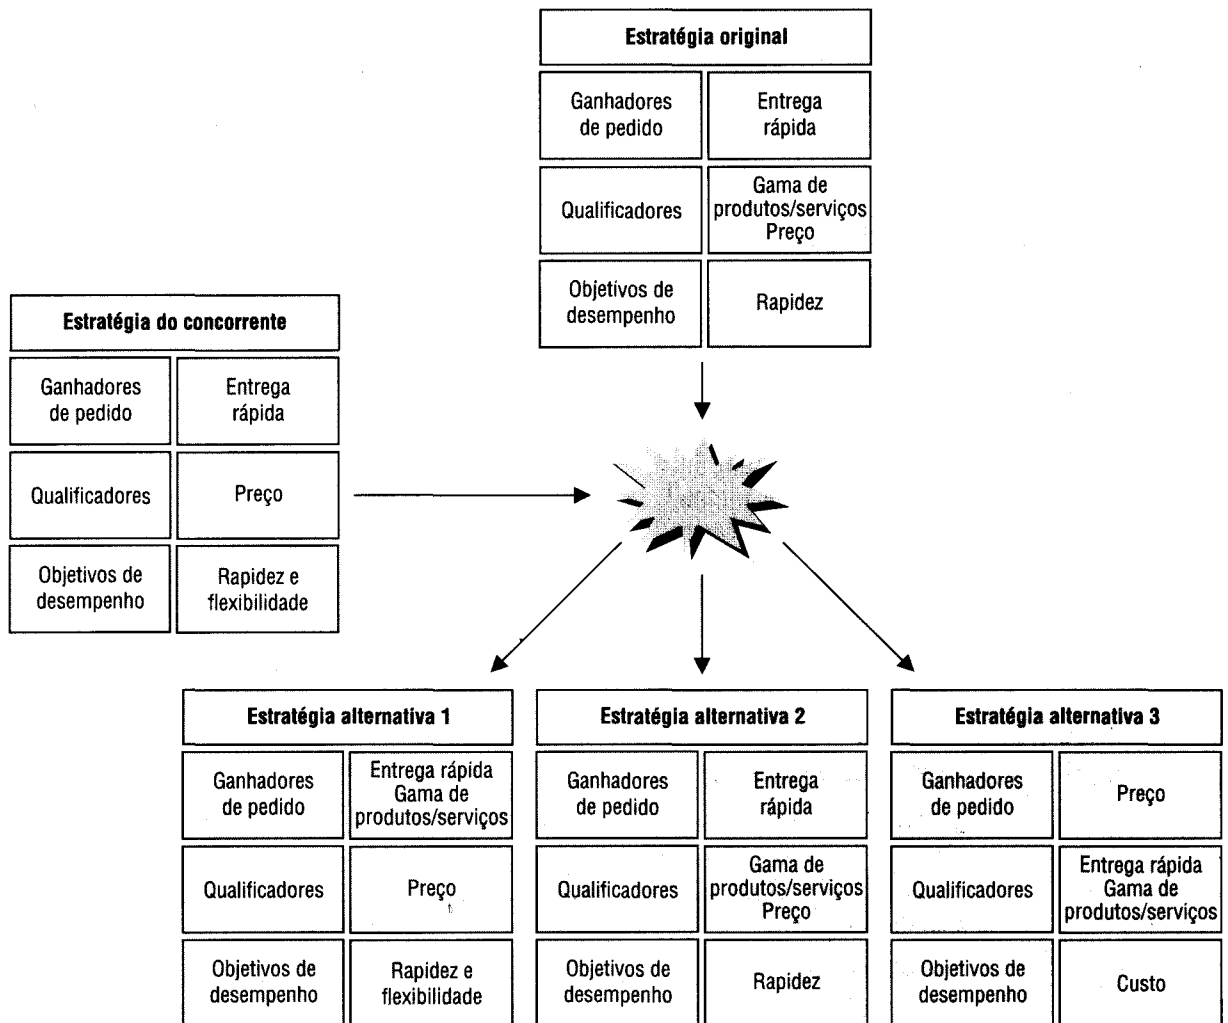 Estratégia original
Ganhadores
de pedido
Entrega
rápida
Qualificadores
Gama de
produtos/serviços
Preço
Objetivos de
desempenho
Rapidez
Estratégia do concorrente
Ganhadores
de pedido
Entrega
rápida
Qualificadores
Preço
Objetivos de
desempenho
Rapidez e
flexibilidade
Estratégia alternativa 1
Ganhadores
de pedido
Entrega rápida
Gama de
produtos/serviços
Qualificadores
Preço
Objetivos de
desempenho
Rapidez e
flexibilidade
Estratégia alternativa 2
Ganhadores
de pedido
Entrega
rápida
Qualificadores
Gama de
produtos/serviços
Preço
Objetivos de
desempenho
Rapidez
Estratégia alternativa 3
Ganhadores
de pedido
Preço
Qualificadores
Entrega rápida
Gama de
produtos/serviços
Objetivos de
desempenho
Custo